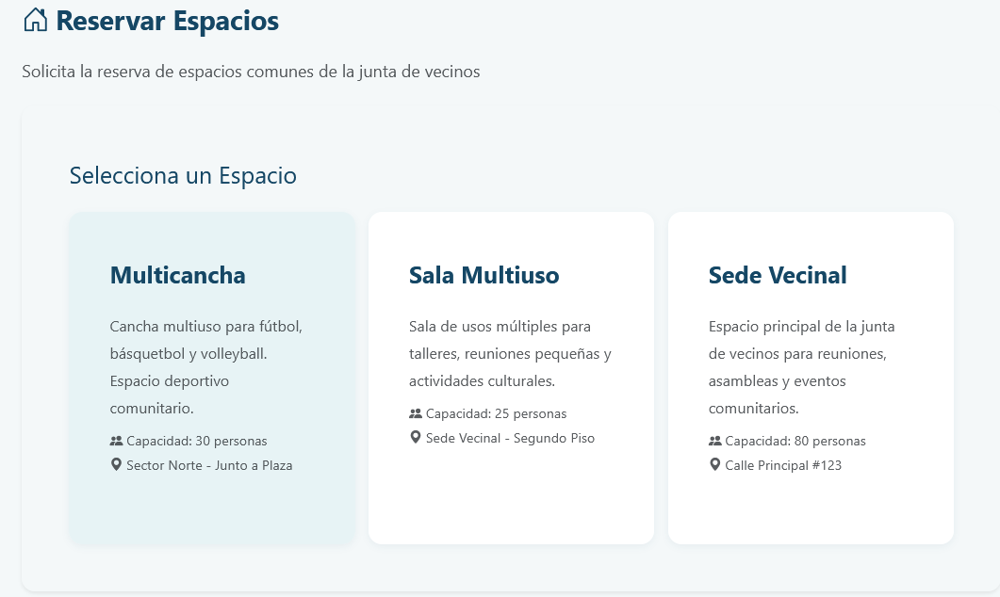 Reservar Espacios
Solicita la reserva de espacios comunes de la junta de vecinos
Selecciona un Espacio
Multicancha
Cancha multiuso para fútbol,
básquetbol y volleyball.
Espacio deportivo
comunitario.
Capacidad: 30 personas
Sector Norte - Junto a Plaza
Sala Multiuso
Sala de usos múltiples para
talleres, reuniones pequeñas y
actividades culturales.
Capacidad: 25 personas
Sede Vecinal - Segundo Piso
Sede Vecinal
Espacio principal de la junta
de vecinos para reuniones,
asambleas y eventos
comunitarios.
Capacidad: 80 personas
Calle Principal #123